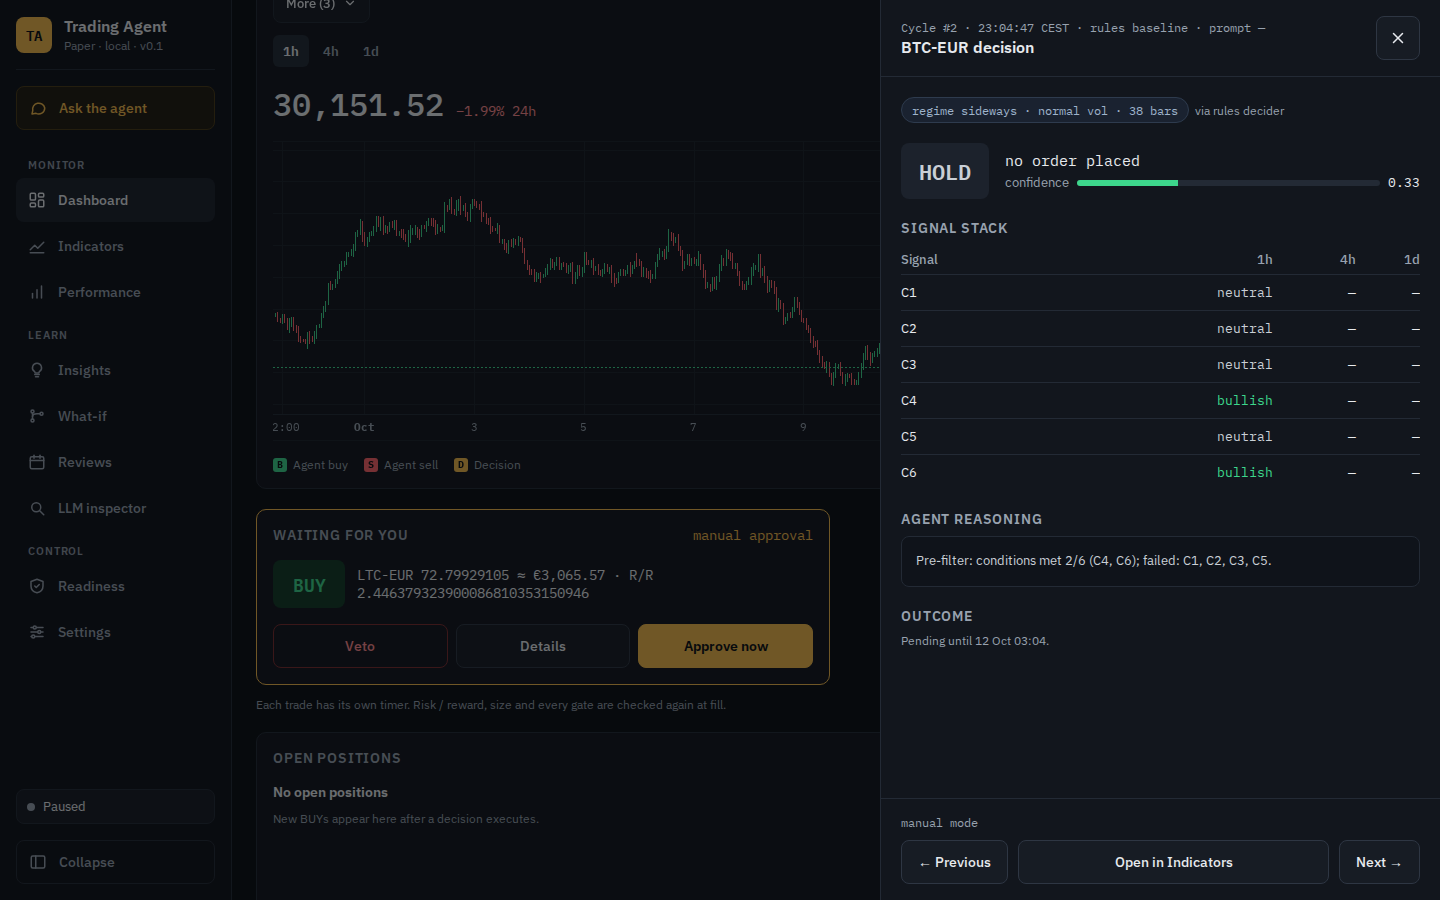 TA
Trading Agent
Paper · local · v0.1
Ask the agent
MONITOR
Dashboard
Indicators
Performance
LEARN
Insights
What-if
Reviews
LLM inspector
CONTROL
Readiness
Settings
Paused
Collapse
More (3)
1h 4h 1d
30,151.52 −1.99% 24h
2:00 Oct 3 5 7 9
B Agent buy S Agent sell D Decision
WAITING FOR YOU manual approval
BUY
LTC-EUR 72.79929105 ≈ €3,065.57 · R/R
2.446379323900086810353150946
Veto Details Approve now
Each trade has its own timer. Risk / reward, size and every gate are checked again at fill.
OPEN POSITIONS
No open positions
New BUYs appear here after a decision executes.
Cycle #2 · 23:04:47 CEST · rules baseline · prompt —
BTC-EUR decision
regime sideways · normal vol · 38 bars via rules decider
HOLD
no order placed
confidence 0.33
SIGNAL STACK
Signal 1h 4h 1d
C1 neutral — —
C2 neutral — —
C3 neutral — —
C4 bullish — —
C5 neutral — —
C6 bullish — —
AGENT REASONING
Pre-filter: conditions met 2/6 (C4, C6); failed: C1, C2, C3, C5.
OUTCOME
Pending until 12 Oct 03:04.
manual mode
← Previous Open in Indicators Next →